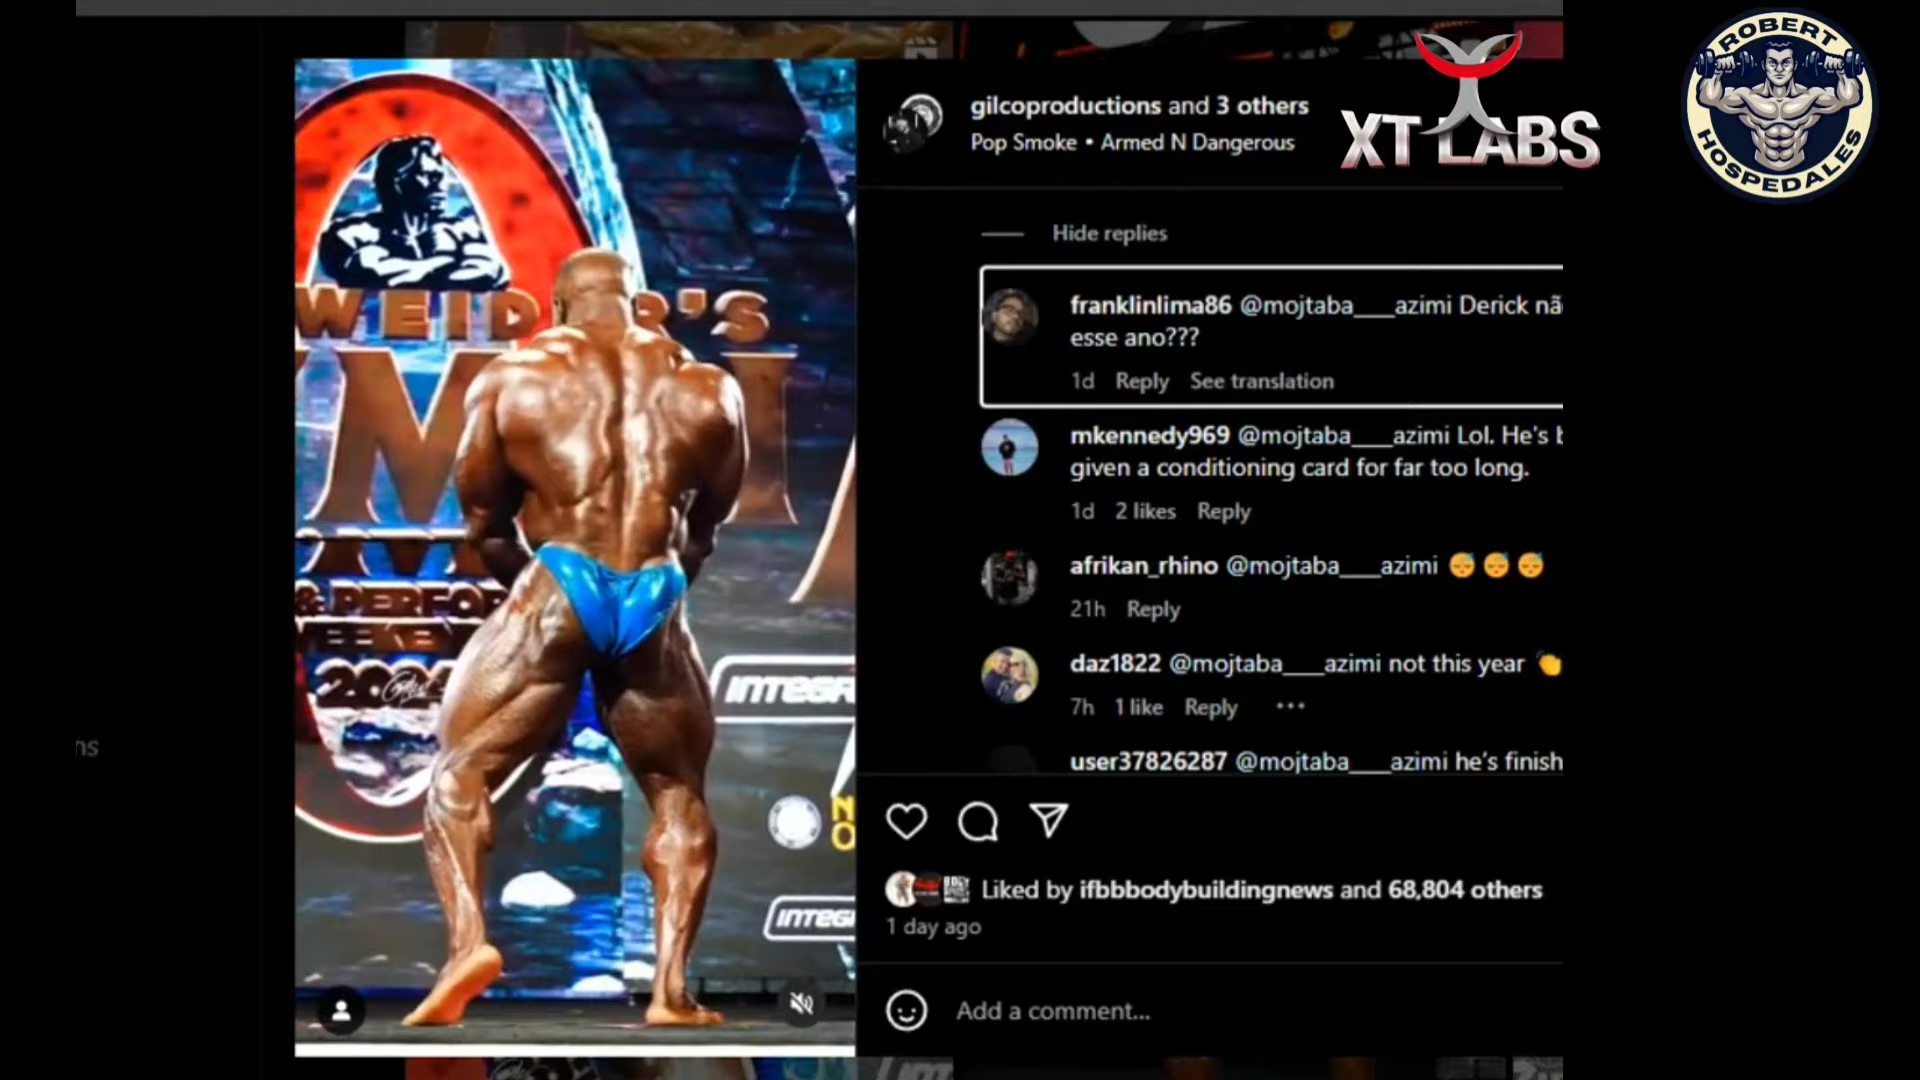 ROBERT
HOSPEDALES
XT LABS
gilcoproductions and 3 others
Pop Smoke • Armed N Dangerous
Hide replies
franklinlima86 @mojtaba___azimi Derick nã
esse ano???
1d Reply See translation
mkennedy969 @mojtaba___azimi Lol. He's b
given a conditioning card for far too long.
1d 2 likes Reply
afrikan_rhino @mojtaba___azimi 😴😴😴
21h Reply
daz1822 @mojtaba___azimi not this year 👏
7h 1 like Reply •••
user37826287 @mojtaba___azimi he's finish
Liked by ifbbbodybuildingnews and 68,804 others
1 day ago
Add a comment...
WEIDER'S
& PERFOR
WEEKEN
INTEGR
N
O
INTEG
ns